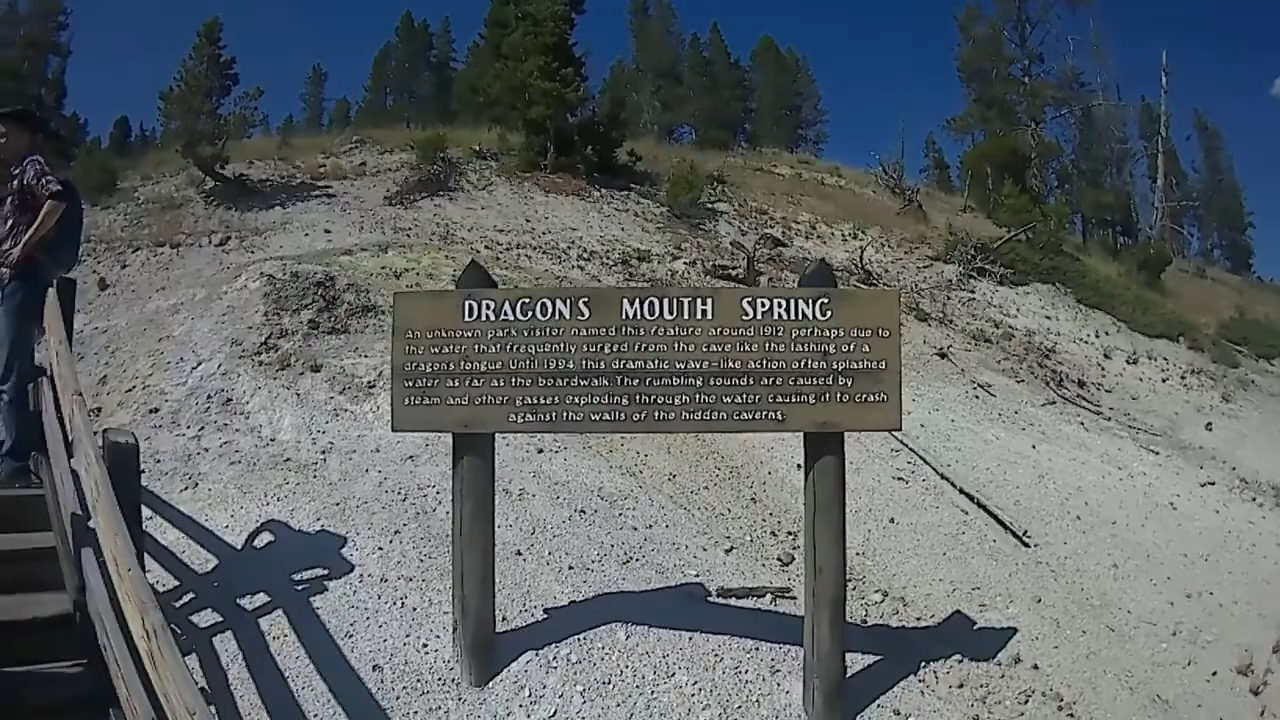 DRAGON'S MOUTH SPRING
An unknown park visitor named this feature around 1912 perhaps due to
the water that frequently surged from the cave like the lashing of a
dragon's tongue Until 1994, this dramatic wave-like action often splashed
water as far as the boardwalk. The rumbling sounds are caused by
steam and other gasses exploding through the water causing it to crash
against the walls of the hidden caverns.